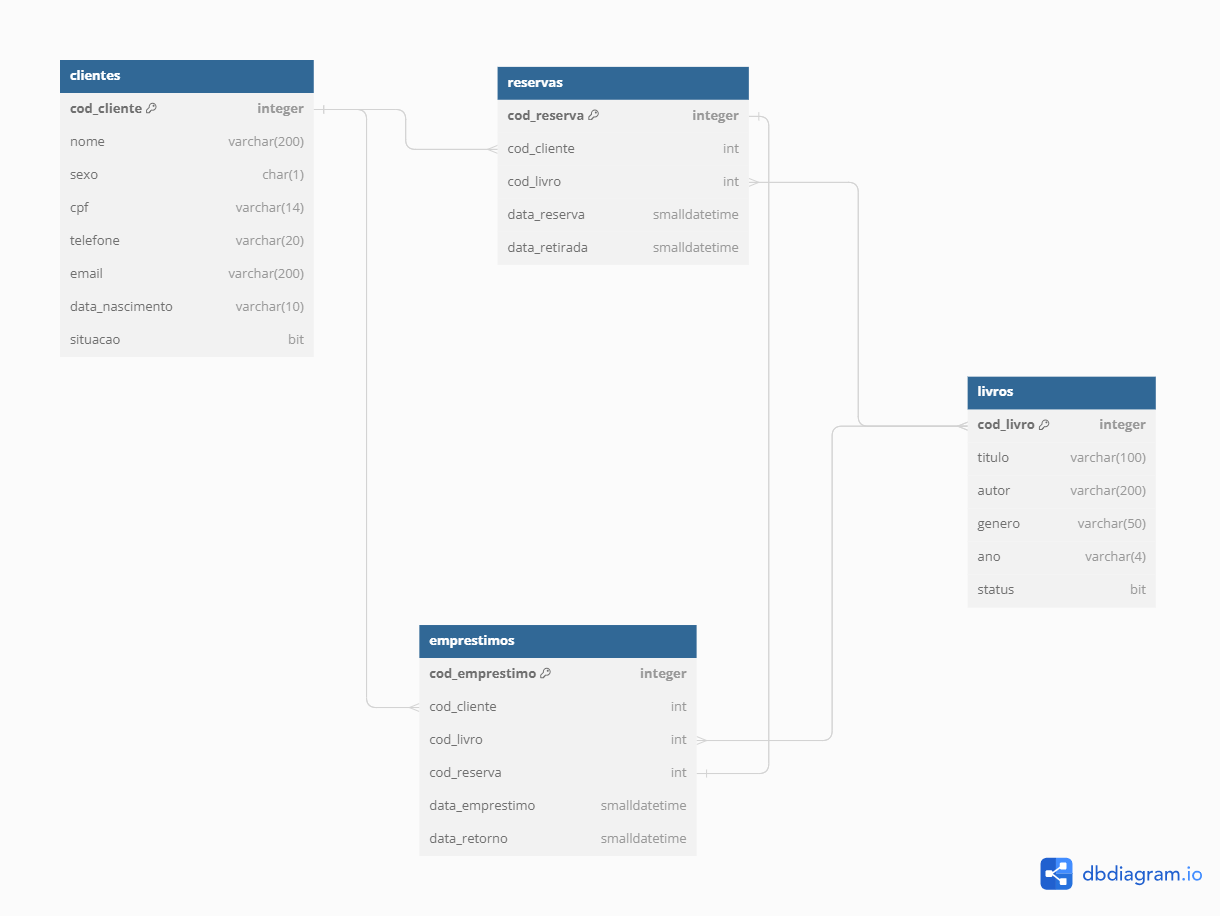 clientes
cod_cliente integer
nome varchar(200)
sexo char(1)
cpf varchar(14)
telefone varchar(20)
email varchar(200)
data_nascimento varchar(10)
situacao bit
reservas
cod_reserva integer
cod_cliente int
cod_livro int
data_reserva smalldatetime
data_retirada smalldatetime
livros
cod_livro integer
titulo varchar(100)
autor varchar(200)
genero varchar(50)
ano varchar(4)
status bit
emprestimos
cod_emprestimo integer
cod_cliente int
cod_livro int
cod_reserva int
data_emprestimo smalldatetime
data_retorno smalldatetime
dbdiagram.io